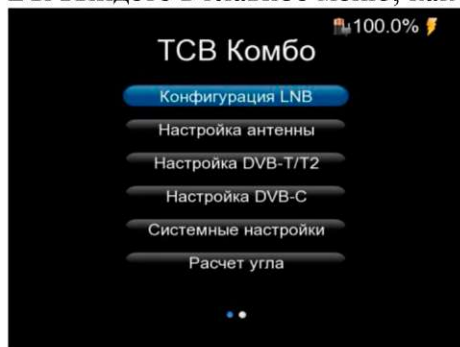 100.0%
ТСВ Комбо
Конфигурация LNB
Настройка антенны
Настройка DVB-T/T2
Настройка DVB-C
Системные настройки
Расчет угла